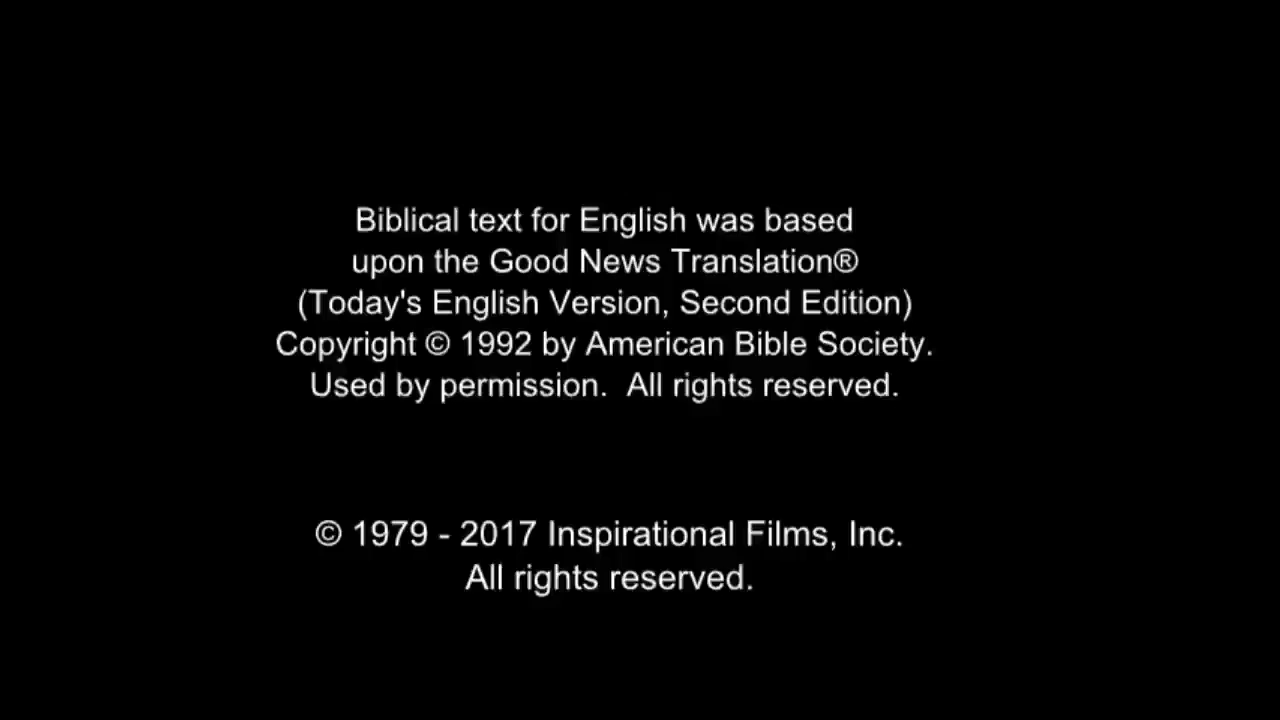 Biblical text for English was based
upon the Good News Translation®
(Today's English Version, Second Edition)
Copyright © 1992 by American Bible Society.
Used by permission.  All rights reserved.
© 1979 - 2017 Inspirational Films, Inc.
All rights reserved.